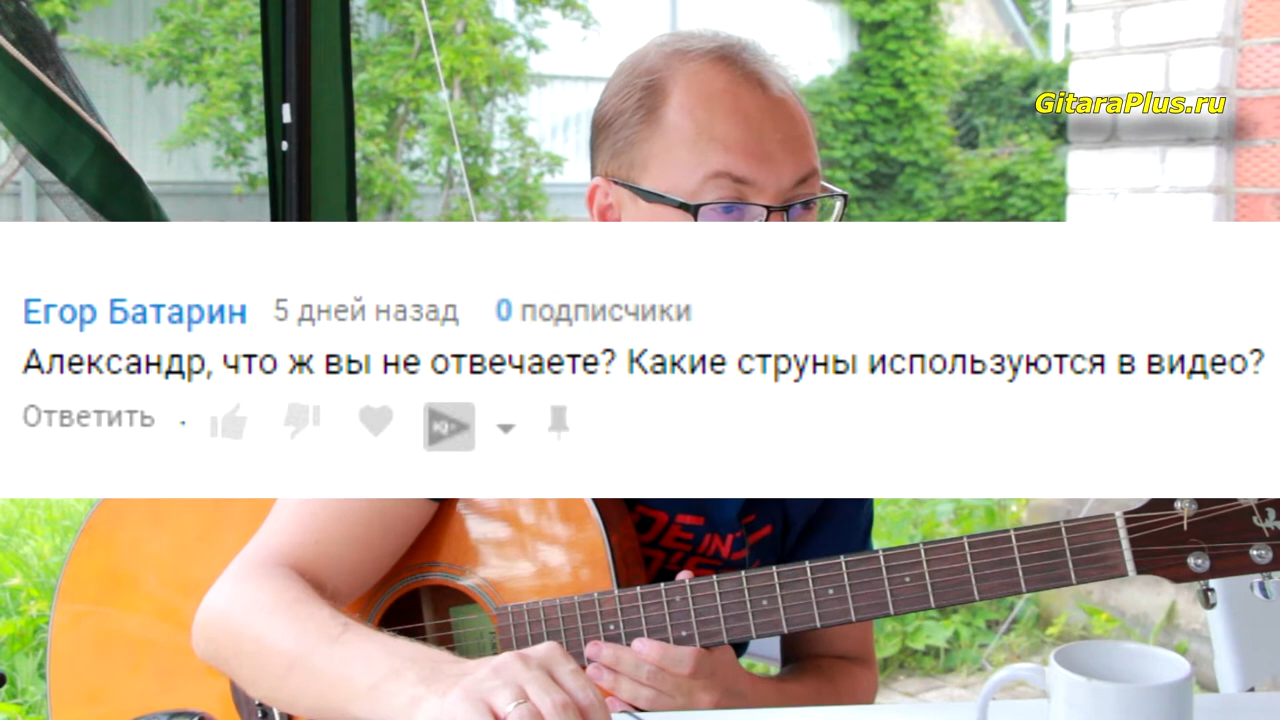 GitaraPlus.ru
Егор Батарин 5 дней назад 0 подписчики
Александр, что ж вы не отвечаете? Какие струны используются в видео?
Ответить